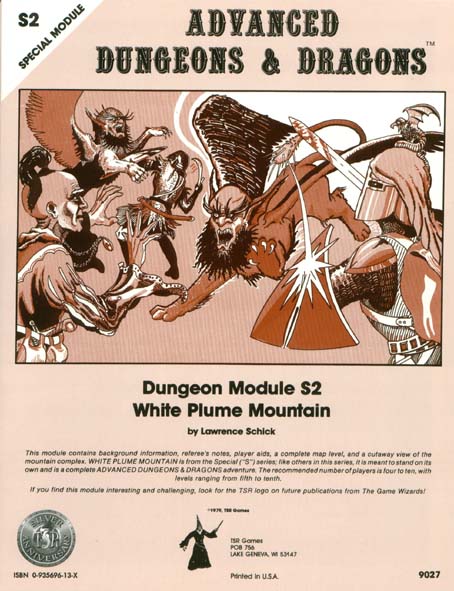 S2
SPECIAL MODULE
ADVANCED
DUNGEONS & DRAGONS™
Dungeon Module S2
White Plume Mountain
by Lawrence Schick
This module contains background information, referee's notes, player aids, a complete map level, and a cutaway view of the
mountain complex. WHITE PLUME MOUNTAIN is from the Special ("S") series; like others in this series, it is meant to stand on its
own and is a complete ADVANCED DUNGEONS & DRAGONS adventure. The recommended number of players is four to ten, with
levels ranging from fifth to tenth.
If you find this module interesting and challenging, look for the TSR logo on future publications from The Game Wizards!
©1979, TSR Games
SILVER
TSR
ANNIVERSARY
TSR Games
POB 756
LAKE GENEVA, WI 53147
ISBN 0-935696-13-X
Printed in U.S.A.
9027